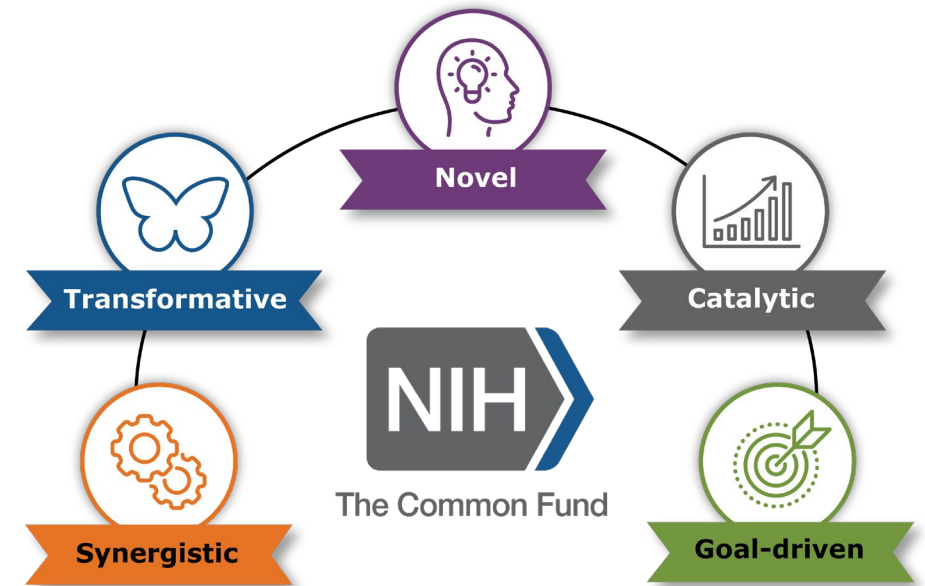 Novel
Transformative
Catalytic
NIH
The Common Fund
Synergistic
Goal-driven